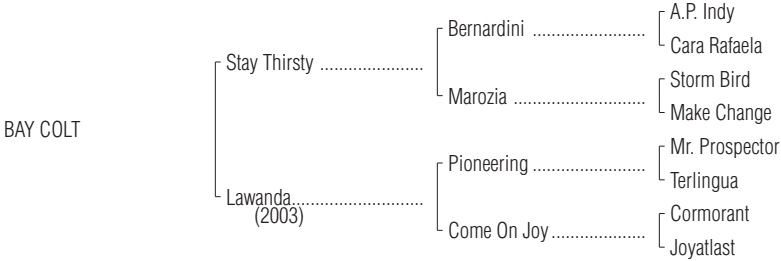 A.P. Indy
Bernardini ........................
Cara Rafaela
Stay Thirsty ......................
Storm Bird
Marozia ............................
Make Change
BAY COLT
Mr. Prospector
Pioneering ........................
Terlingua
Lawanda............................
(2003)
Cormorant
Come On Joy ....................
Joyatlast